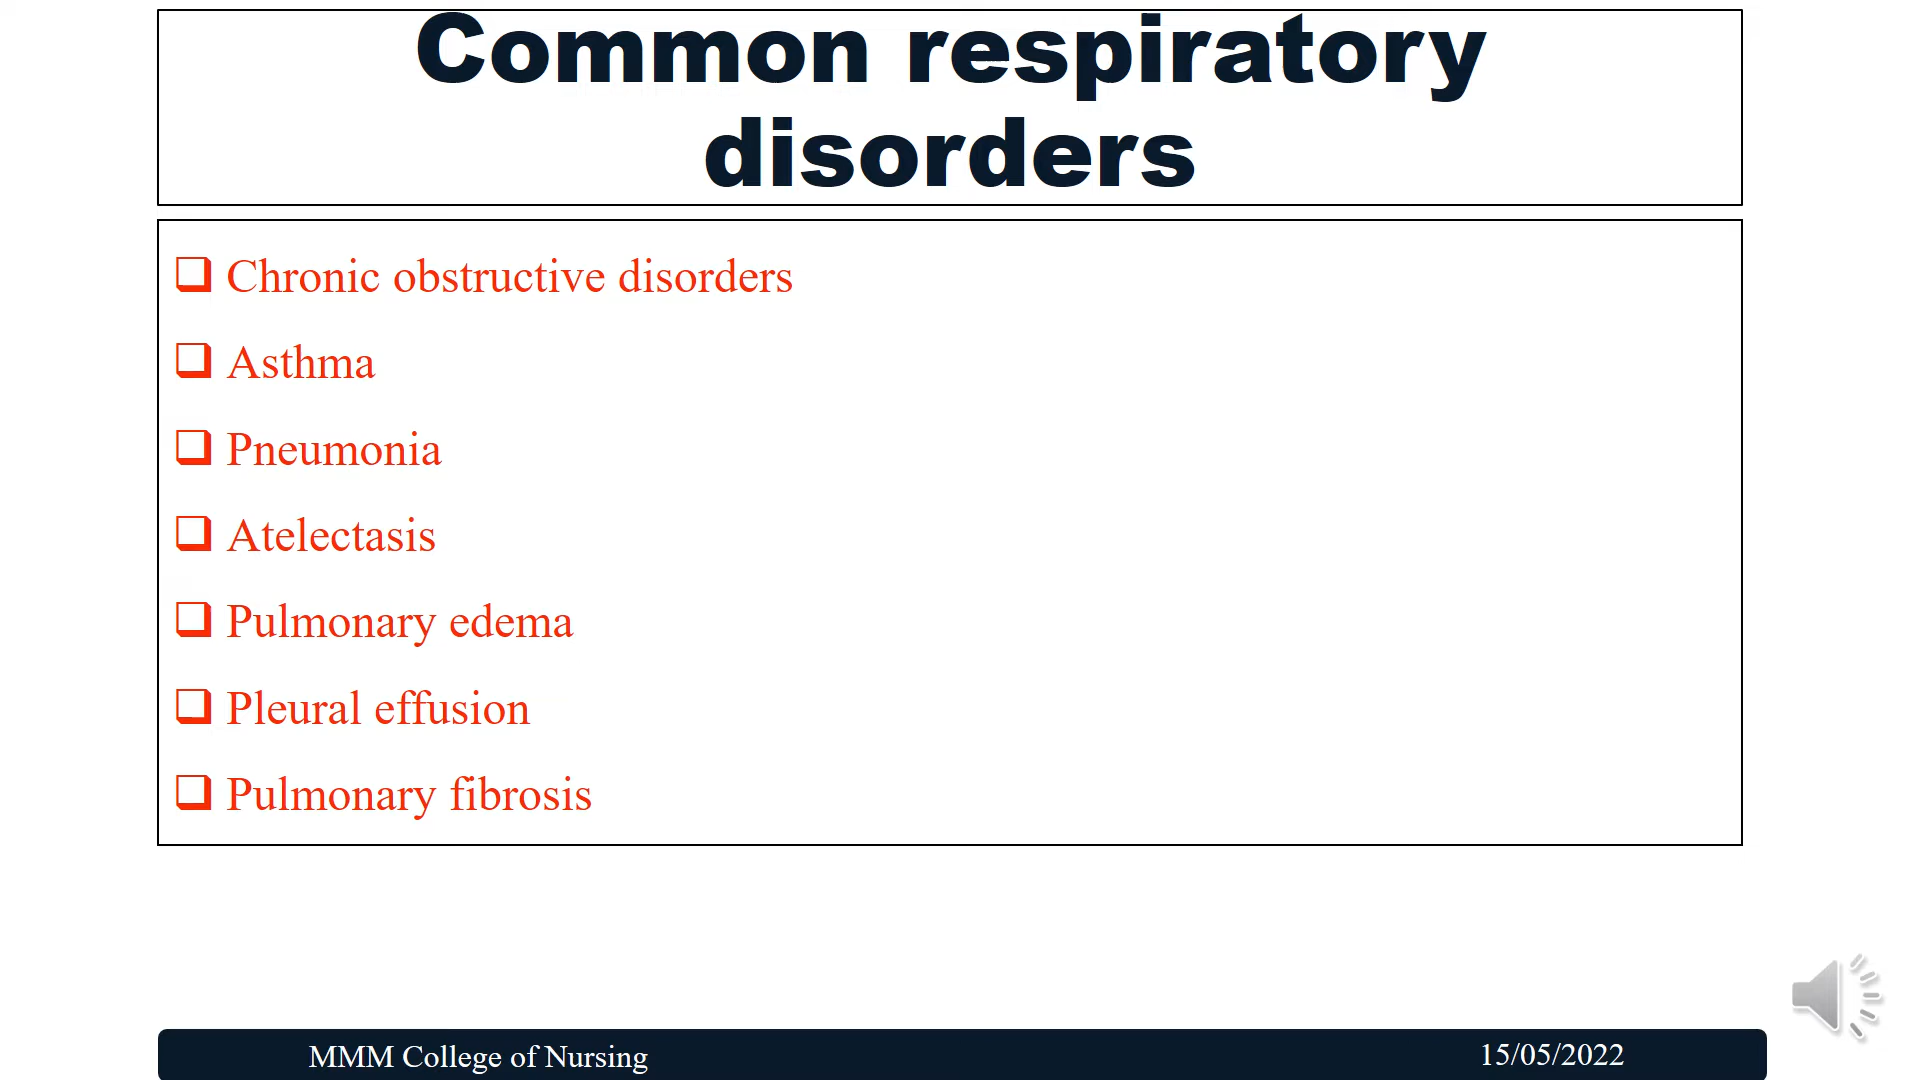 Common respiratory
disorders
Chronic obstructive disorders
Asthma
Pneumonia
Atelectasis
Pulmonary edema
Pleural effusion
Pulmonary fibrosis
MMM College of Nursing
15/05/2022